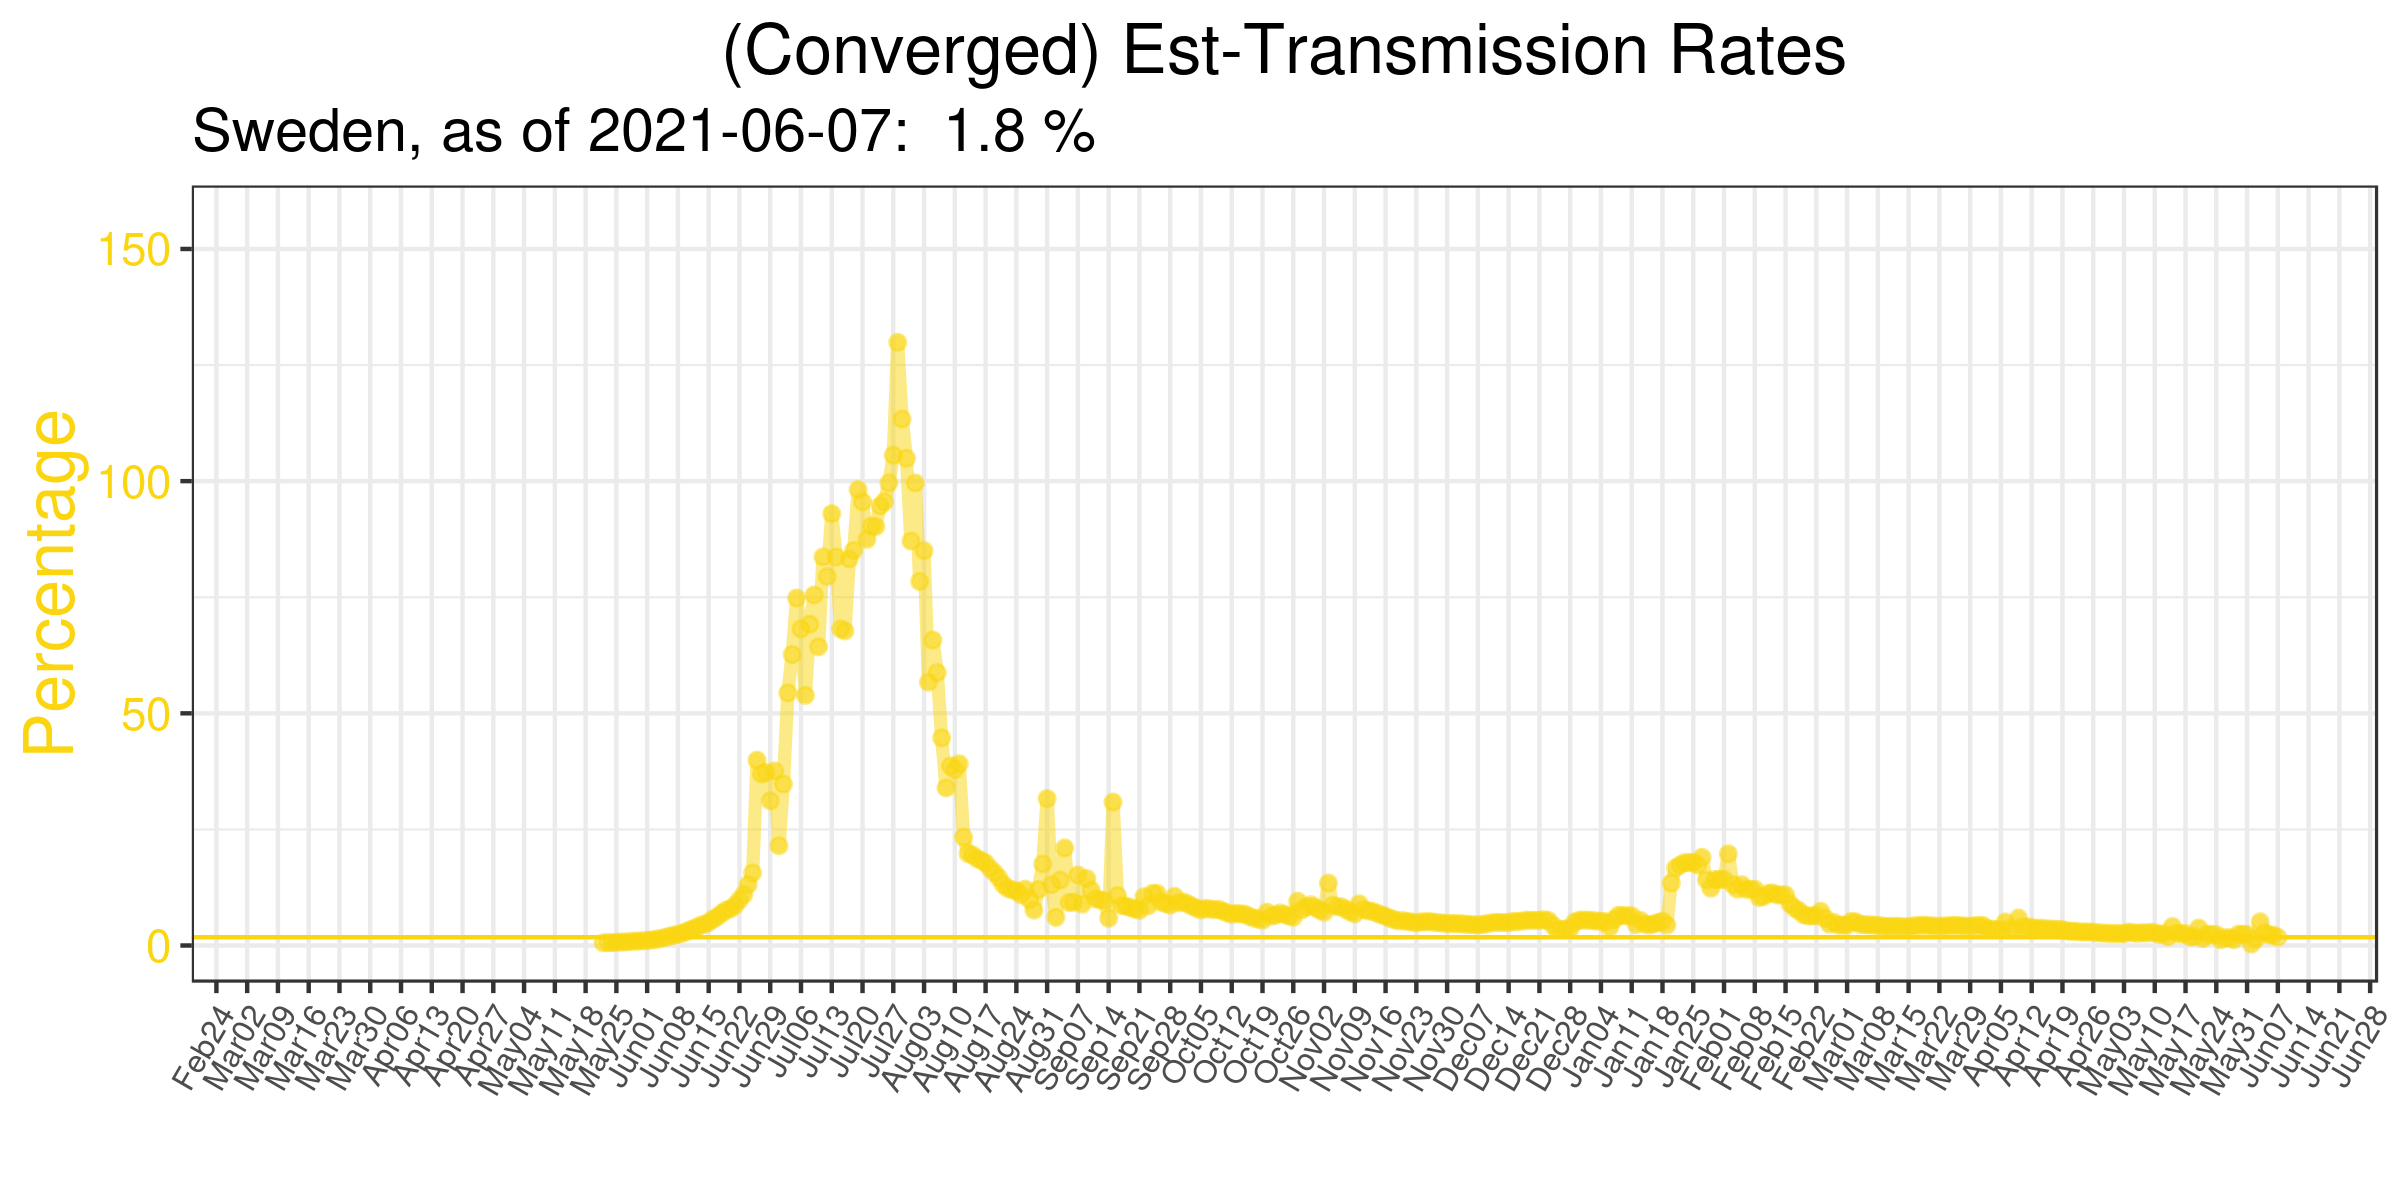 (Converged) Est-Transmission Rates
Sweden, as of 2021-06-07:  1.8 %
Percentage
150
100
50
0
Feb24
Mar02
Mar09
Mar16
Mar23
Mar30
Apr06
Apr13
Apr20
Apr27
May04
May11
May18
May25
Jun01
Jun08
Jun15
Jun22
Jun29
Jul06
Jul13
Jul20
Jul27
Aug03
Aug10
Aug17
Aug24
Aug31
Sep07
Sep14
Sep21
Sep28
Oct05
Oct12
Oct19
Oct26
Nov02
Nov09
Nov16
Nov23
Nov30
Dec07
Dec14
Dec21
Dec28
Jan04
Jan11
Jan18
Jan25
Feb01
Feb08
Feb15
Feb22
Mar01
Mar08
Mar15
Mar22
Mar29
Apr05
Apr12
Apr19
Apr26
May03
May10
May17
May24
May31
Jun07
Jun14
Jun21
Jun28